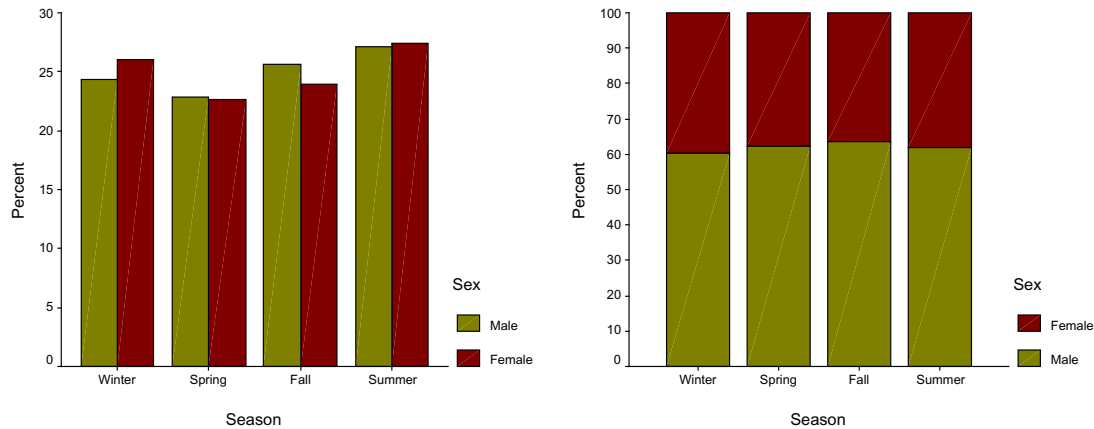 30
25
20
15
10
5
0
Percent
Winter Spring Fall Summer
Season
Sex
Male
Female
100
90
80
70
60
50
40
30
20
10
0
Percent
Winter Spring Fall Summer
Season
Sex
Female
Male